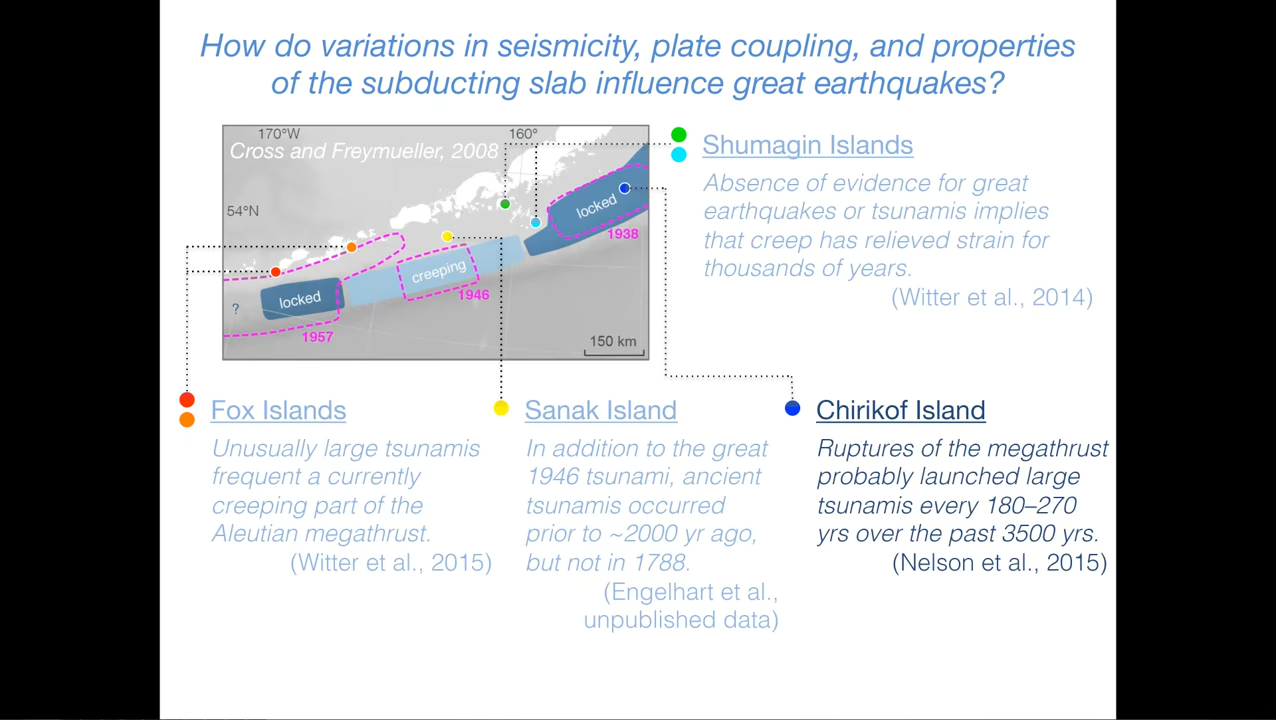 How do variations in seismicity, plate coupling, and properties
of the subducting slab influence great earthquakes?
170°W
160°
Cross and Freymueller, 2008
54°N
locked
1938
creeping
1946
?
locked
1957
150 km
Shumagin Islands
Absence of evidence for great
earthquakes or tsunamis implies
that creep has relieved strain for
thousands of years.
(Witter et al., 2014)
Fox Islands
Unusually large tsunamis
frequent a currently
creeping part of the
Aleutian megathrust.
(Witter et al., 2015)
Sanak Island
In addition to the great
1946 tsunami, ancient
tsunamis occurred
prior to ~2000 yr ago,
but not in 1788.
(Engelhart et al.,
unpublished data)
Chirikof Island
Ruptures of the megathrust
probably launched large
tsunamis every 180–270
yrs over the past 3500 yrs.
(Nelson et al., 2015)